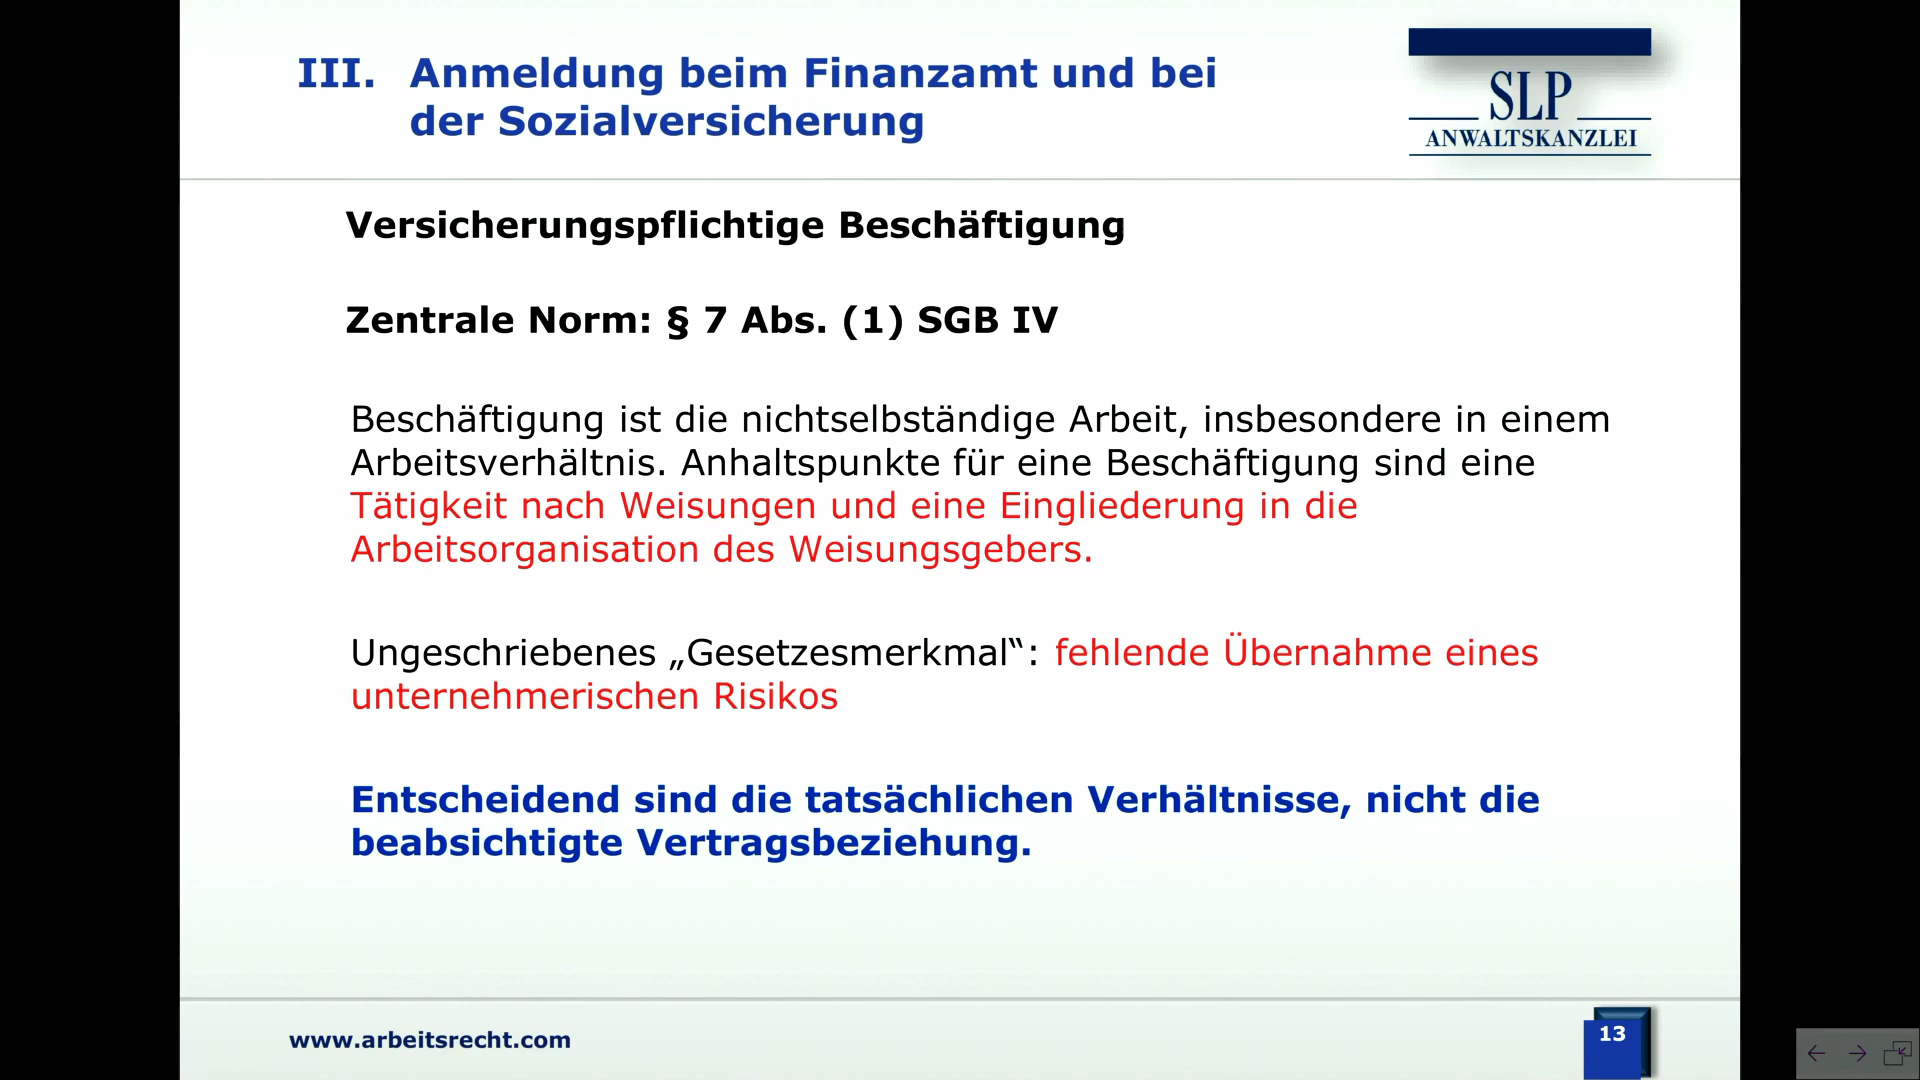 III. Anmeldung beim Finanzamt und bei
der Sozialversicherung
SLP
ANWALTSKANZLEI
Versicherungspflichtige Beschäftigung
Zentrale Norm: § 7 Abs. (1) SGB IV
Beschäftigung ist die nichtselbständige Arbeit, insbesondere in einem
Arbeitsverhältnis. Anhaltspunkte für eine Beschäftigung sind eine
Tätigkeit nach Weisungen und eine Eingliederung in die
Arbeitsorganisation des Weisungsgebers.
Ungeschriebenes „Gesetzesmerkmal“: fehlende Übernahme eines
unternehmerischen Risikos
Entscheidend sind die tatsächlichen Verhältnisse, nicht die
beabsichtigte Vertragsbeziehung.
www.arbeitsrecht.com
13